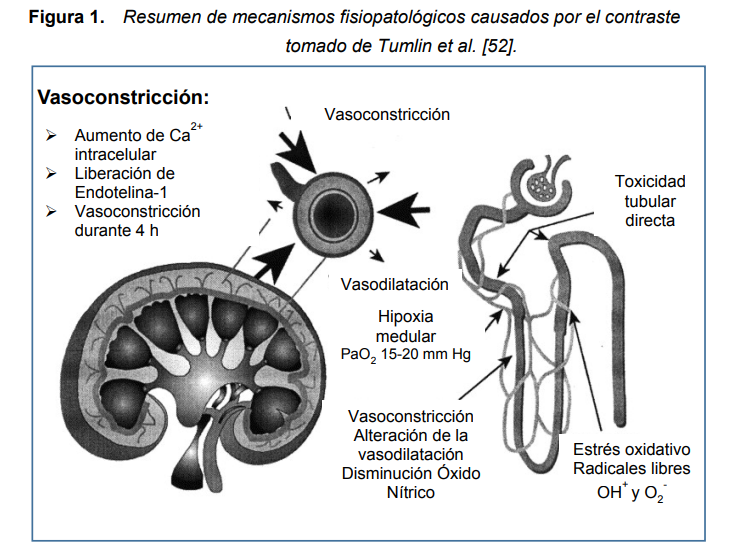 Figura 1. Resumen de mecanismos fisiopatológicos causados por el contraste
tomado de Tumlin et al. [52].
Vasoconstricción:
➢ Aumento de Ca²⁺
intracelular
➢ Liberación de
Endotelina-1
➢ Vasoconstricción
durante 4 h
Vasoconstricción
Vasodilatación
Hipoxia
medular
PaO₂ 15-20 mm Hg
Toxicidad
tubular
directa
Vasoconstricción
Alteración de la
vasodilatación
Disminución Óxido
Nítrico
Estrés oxidativo
Radicales libres
OH⁺ y O₂⁻